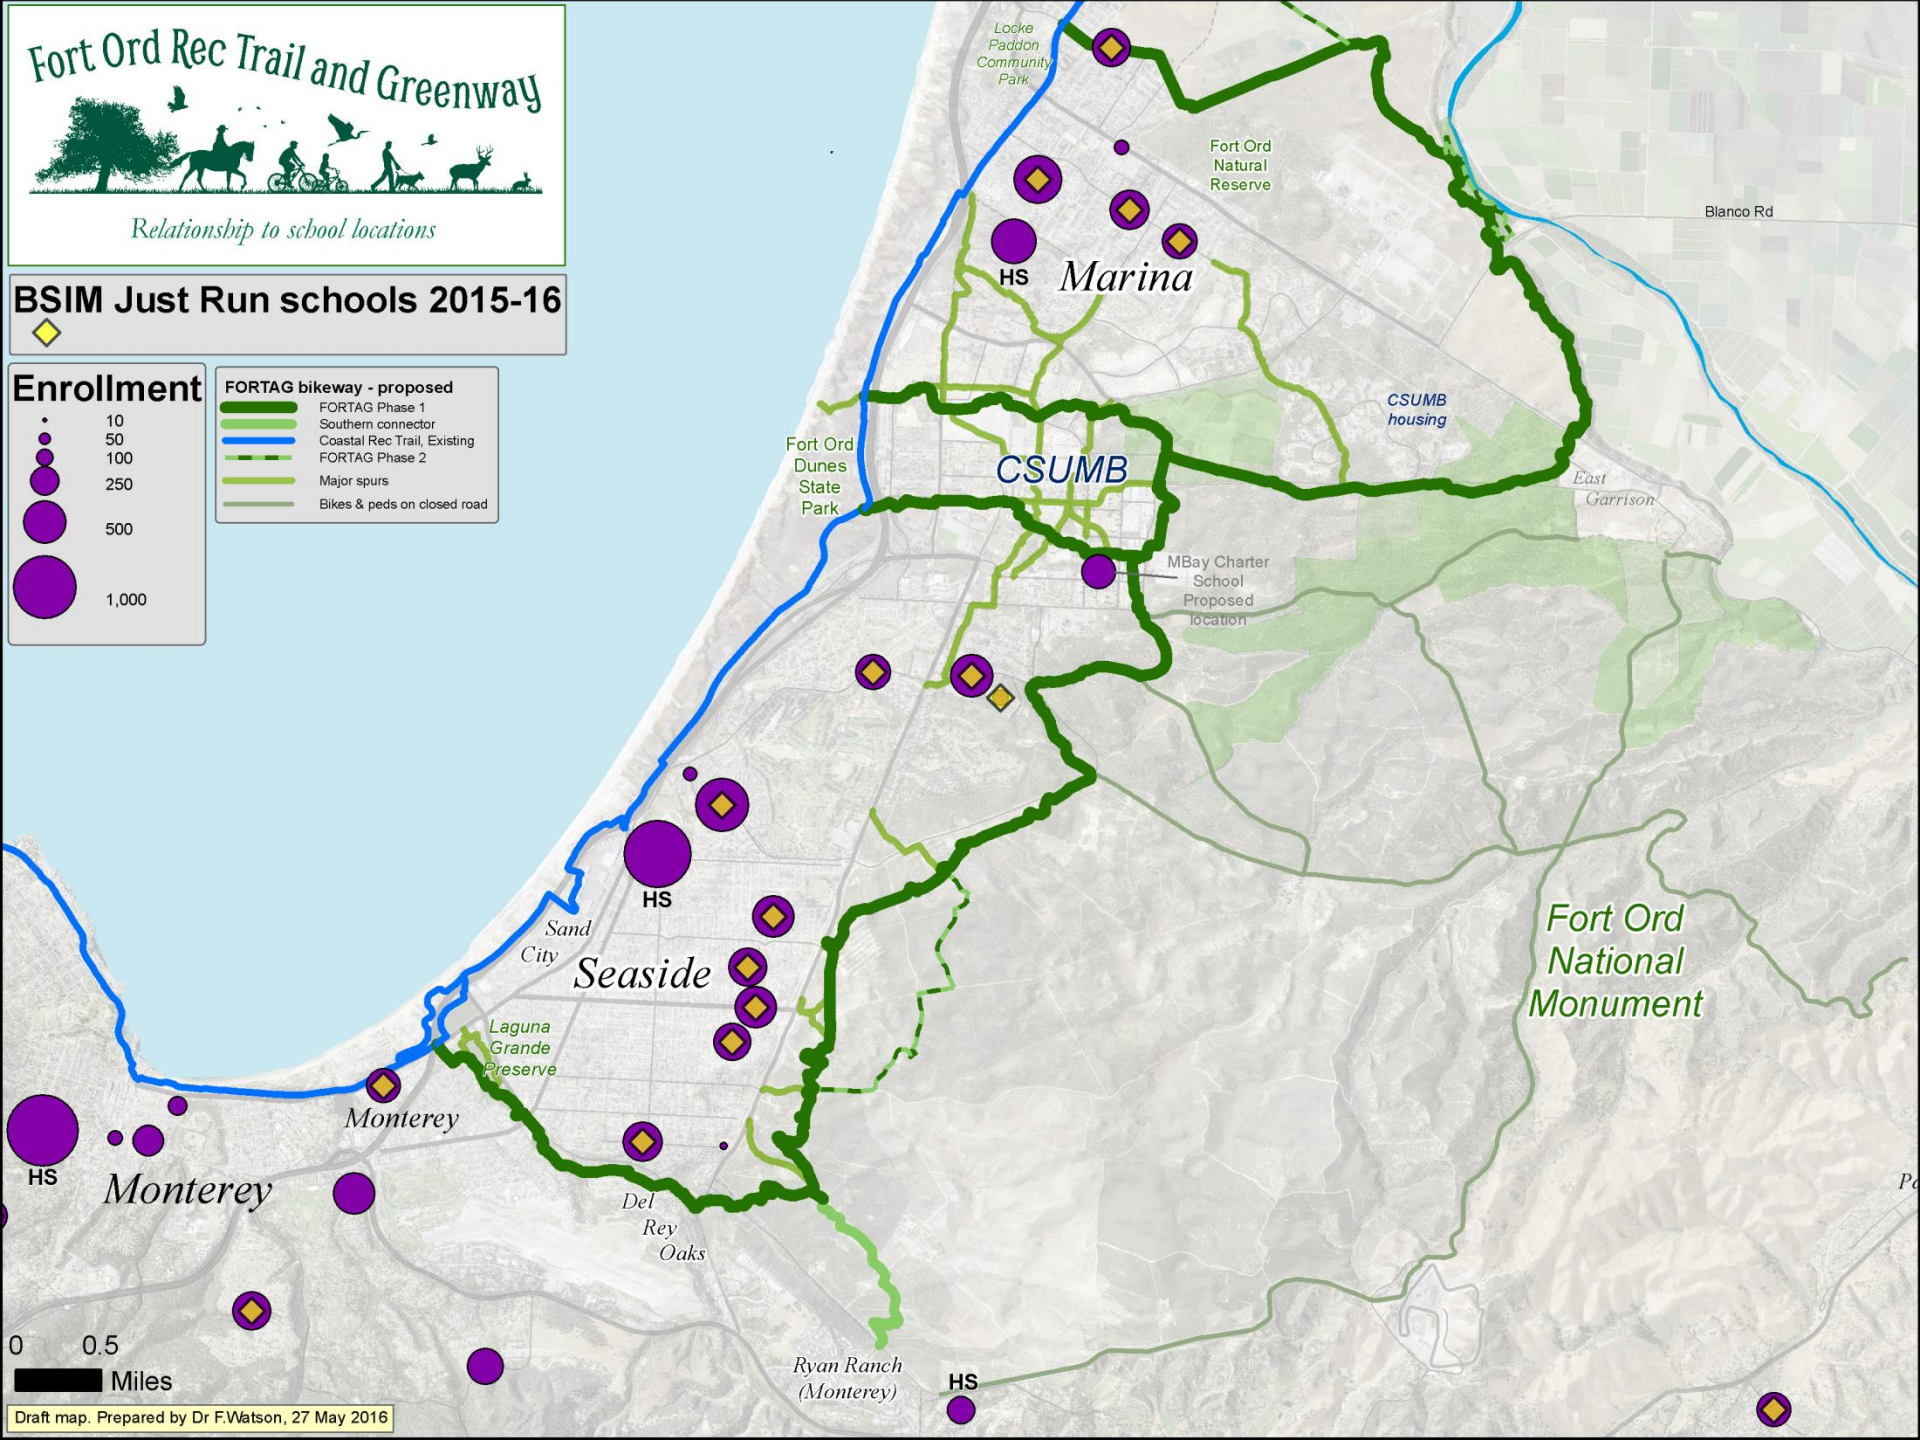 Fort Ord Rec Trail and Greenway
Relationship to school locations
BSIM Just Run schools 2015-16
Enrollment
10
50
100
250
500
1,000
FORTAG bikeway - proposed
FORTAG Phase 1
Southern connector
Coastal Rec Trail, Existing
FORTAG Phase 2
Major spurs
Bikes & peds on closed road
Locke
Paddon
Community
Park
Fort Ord
Natural
Reserve
Blanco Rd
HS
Marina
CSUMB
housing
Fort Ord
Dunes
State
Park
CSUMB
East
Garrison
MBay Charter
School
Proposed
location
HS
Sand
City
Seaside
Fort Ord
National
Monument
Laguna
Grande
Preserve
Monterey
HS
Monterey
Del
Rey
Oaks
Ryan Ranch
(Monterey)
HS
0 0.5
Miles
Draft map. Prepared by Dr F.Watson, 27 May 2016